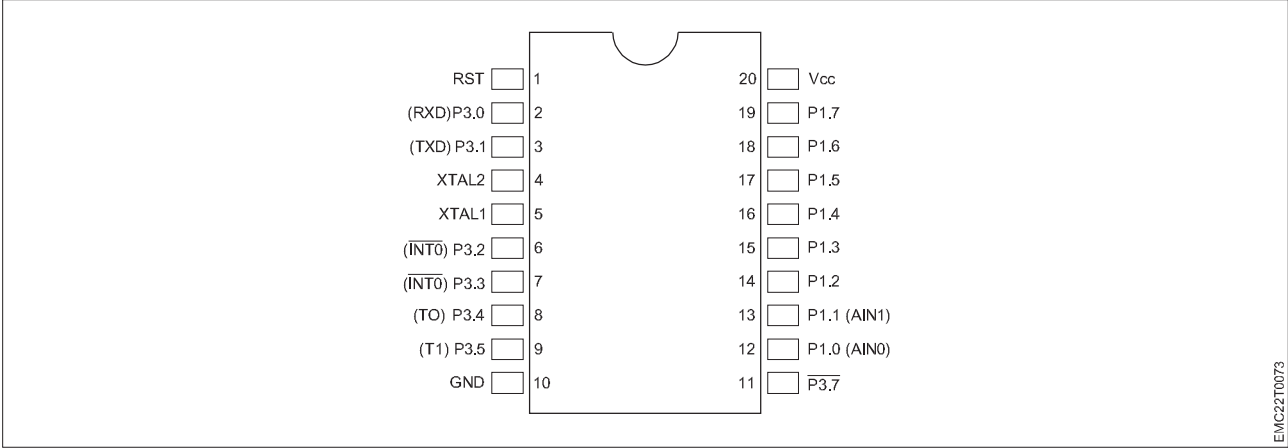 RST 1 20 Vcc
(RXD)P3.0 2 19 P1.7
(TXD) P3.1 3 18 P1.6
XTAL2 4 17 P1.5
XTAL1 5 16 P1.4
(I̅N̅T̅0̅) P3.2 6 15 P1.3
(I̅N̅T̅0̅) P3.3 7 14 P1.2
(TO) P3.4 8 13 P1.1 (AIN1)
(T1) P3.5 9 12 P1.0 (AIN0)
GND 10 11 P̅3̅.̅7̅
EMC22T0073